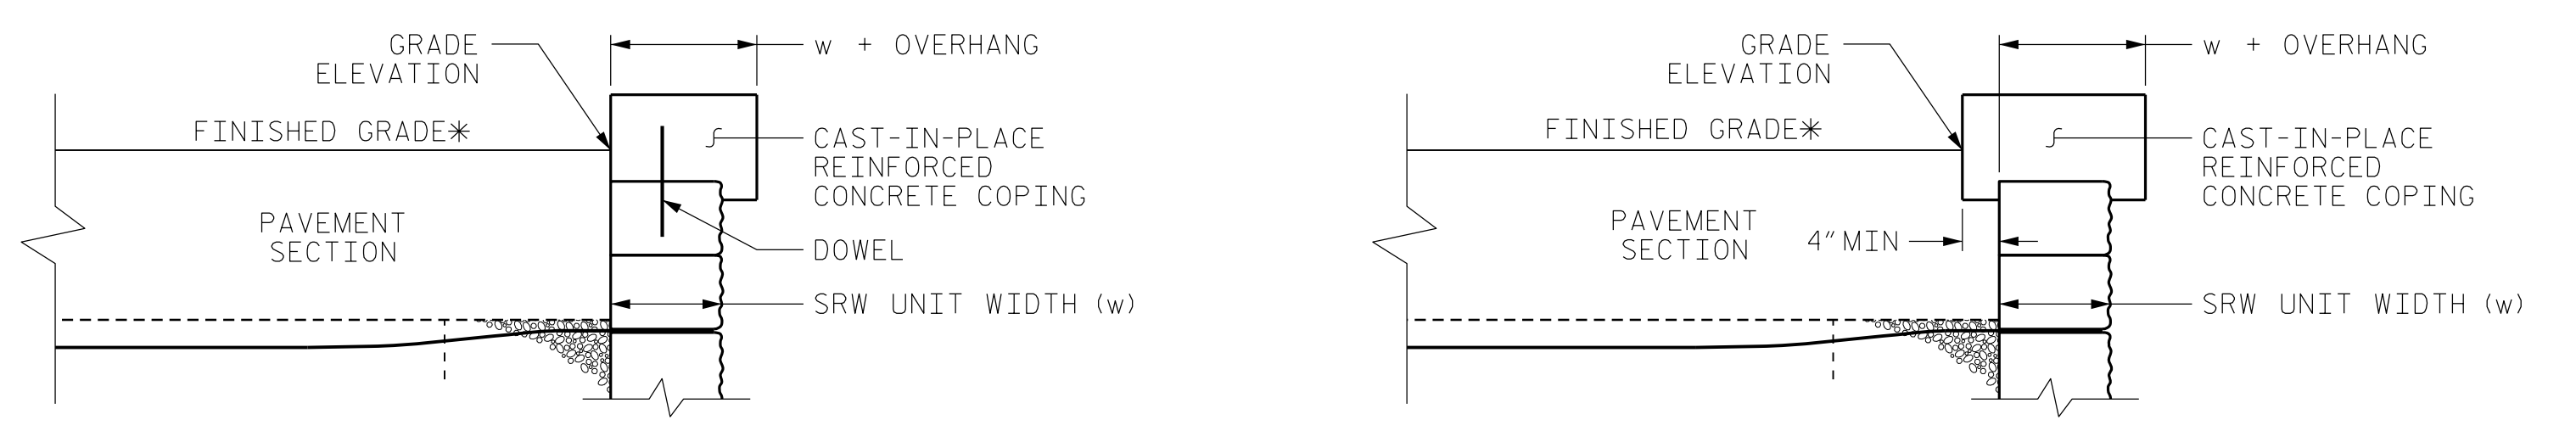 GRADE
ELEVATION
w + OVERHANG
FINISHED GRADE*
CAST-IN-PLACE
REINFORCED
CONCRETE COPING
PAVEMENT
SECTION
DOWEL
SRW UNIT WIDTH (w)
GRADE
ELEVATION
w + OVERHANG
FINISHED GRADE*
CAST-IN-PLACE
REINFORCED
CONCRETE COPING
PAVEMENT
SECTION
4" MIN
SRW UNIT WIDTH (w)